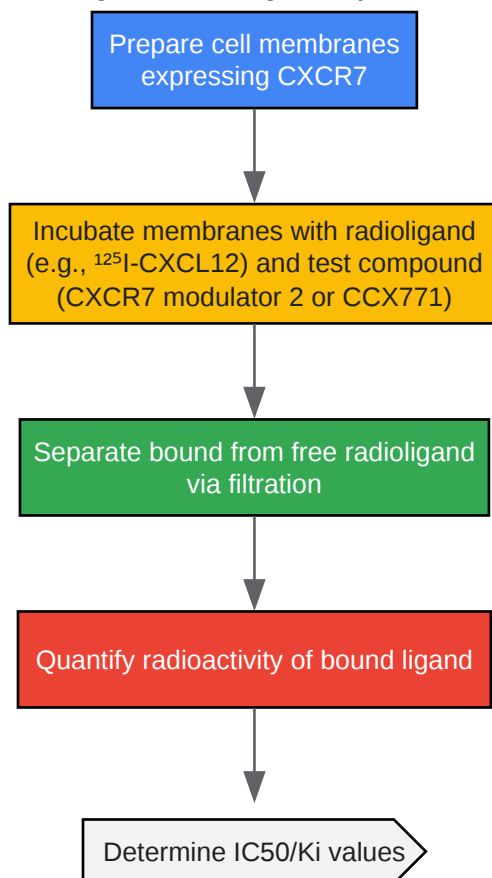 Prepare cell membranes
expressing CXCR7
Incubate membranes with radioligand
(e.g., ¹²⁵I-CXCL12) and test compound
(CXCR7 modulator 2 or CCX771)
Separate bound from free radioligand
via filtration
Quantify radioactivity of bound ligand
Determine IC50/Ki values